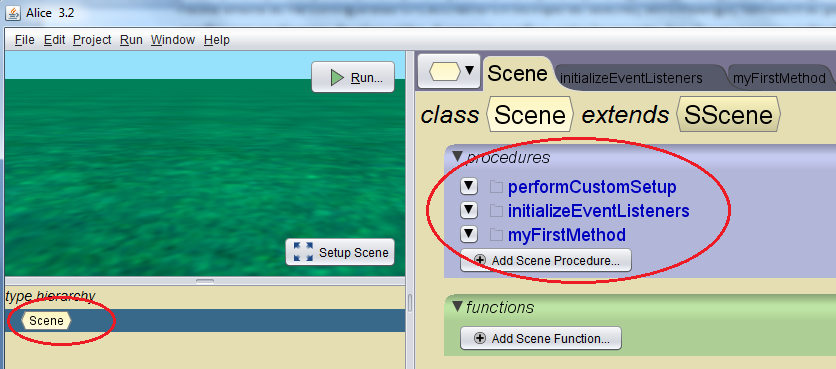 Alice 3.2
File Edit Project Run Window Help
Run...
Setup Scene
type hierarchy
Scene
Scene initializeEventListeners myFirstMethod
class Scene extends SScene
procedures
performCustomSetup
initializeEventListeners
myFirstMethod
Add Scene Procedure...
functions
Add Scene Function...